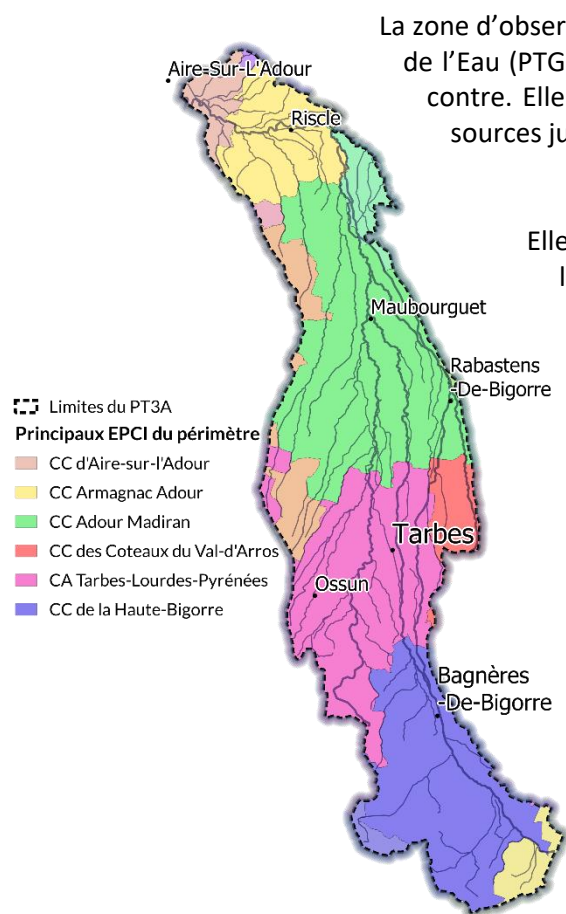 La zone d’obser
de l’Eau (PTG
contre. Elle
sources ju
Elle
l
Aire-Sur-L'Adour
Riscle
Maubourguet
Rabastens
-De-Bigorre
Limites du PT3A
Principaux EPCI du périmètre
CC d'Aire-sur-l'Adour
CC Armagnac Adour
CC Adour Madiran
CC des Coteaux du Val-d'Arros
CA Tarbes-Lourdes-Pyrénées
CC de la Haute-Bigorre
Tarbes
Ossun
Bagnères
-De-Bigorre